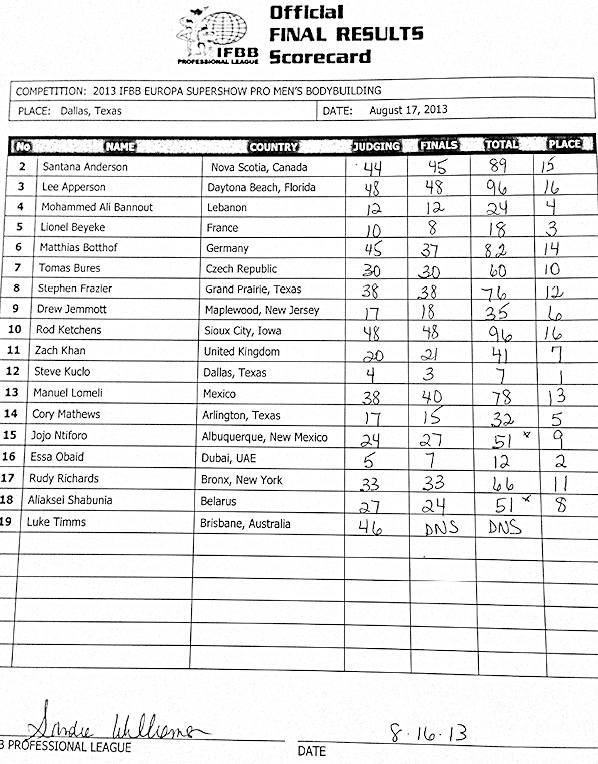 Official
FINAL RESULTS
Scorecard
IFBB
PROFESSIONAL LEAGUE
COMPETITION: 2013 IFBB EUROPA SUPERSHOW PRO MEN'S BODYBUILDING
PLACE: Dallas, Texas DATE: August 17, 2013
No NAME COUNTRY JUDGING FINALS TOTAL PLACE
2 Santana Anderson Nova Scotia, Canada 44 45 89 15
3 Lee Apperson Daytona Beach, Florida 48 48 96 16
4 Mohammed Ali Bannout Lebanon 12 12 24 4
5 Lionel Beyeke France 10 8 18 3
6 Matthias Botthof Germany 45 37 82 14
7 Tomas Bures Czech Republic 30 30 60 10
8 Stephen Frazier Grand Prairie, Texas 38 38 76 12
9 Drew Jemmott Maplewood, New Jersey 17 18 35 6
10 Rod Ketchens Sioux City, Iowa 48 48 96 16
11 Zach Khan United Kingdom 20 21 41 7
12 Steve Kuclo Dallas, Texas 4 3 7 1
13 Manuel Lomeli Mexico 38 40 78 13
14 Cory Mathews Arlington, Texas 17 15 32 5
15 Jojo Ntiforo Albuquerque, New Mexico 24 27 51 * 9
16 Essa Obaid Dubai, UAE 5 7 12 2
17 Rudy Richards Bronx, New York 33 33 66 11
18 Aliaksei Shabunia Belarus 27 24 51 * 8
19 Luke Timms Brisbane, Australia 46 DNS DNS
Sandie Williams 8-16-13
B PROFESSIONAL LEAGUE DATE